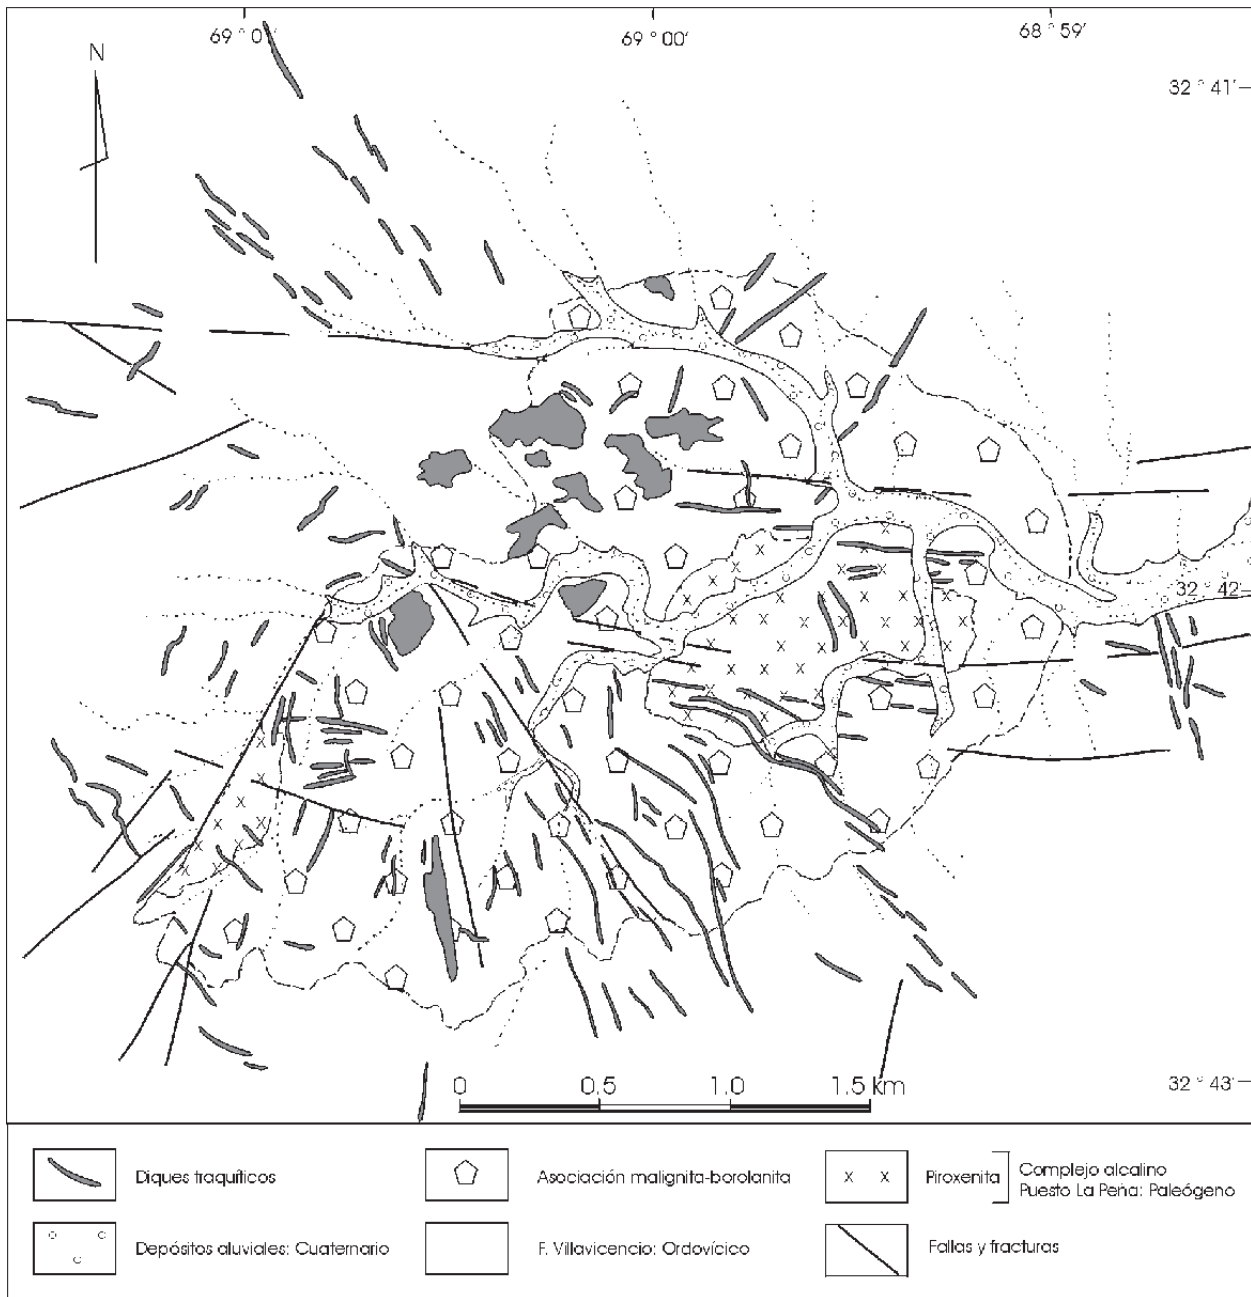 69 ° 01'
69 ° 00'
68 ° 59'
N
32 ° 41'
32 ° 42'
32 ° 43'
0 0.5 1.0 1.5 km
Diques traquíticos
Asociación malignita-borolanita
Piroxenita
Complejo alcalino
Puesto La Peña: Paleógeno
Depósitos aluviales: Cuaternario
F. Villavicencio: Ordovícico
Fallas y fracturas